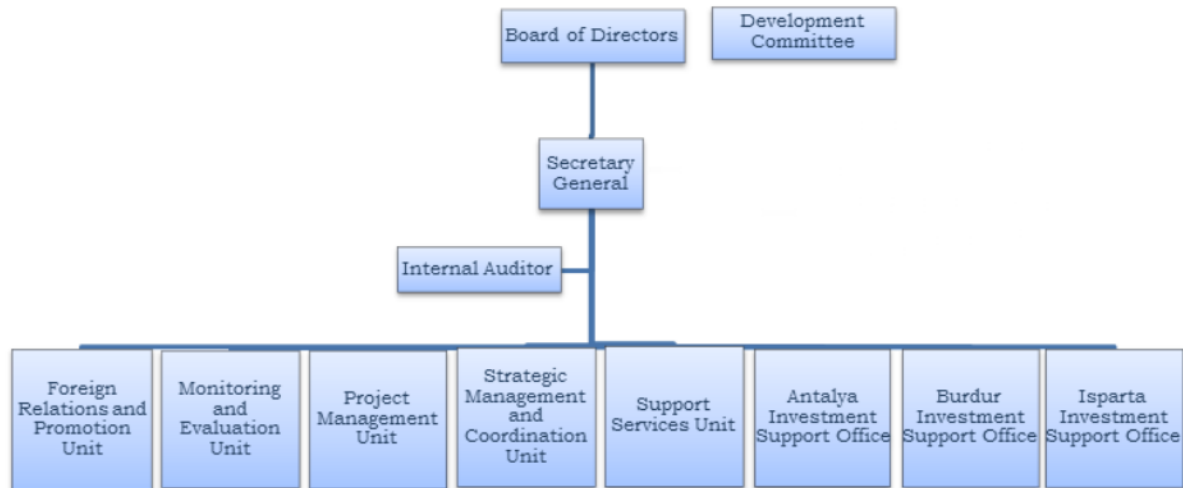 Board of Directors
Development
Committee
Secretary
General
Internal Auditor
Foreign
Relations and
Promotion
Unit
Monitoring
and
Evaluation
Unit
Project
Management
Unit
Strategic
Management
and
Coordination
Unit
Support
Services Unit
Antalya
Investment
Support Office
Burdur
Investment
Support Office
Isparta
Investment
Support Office